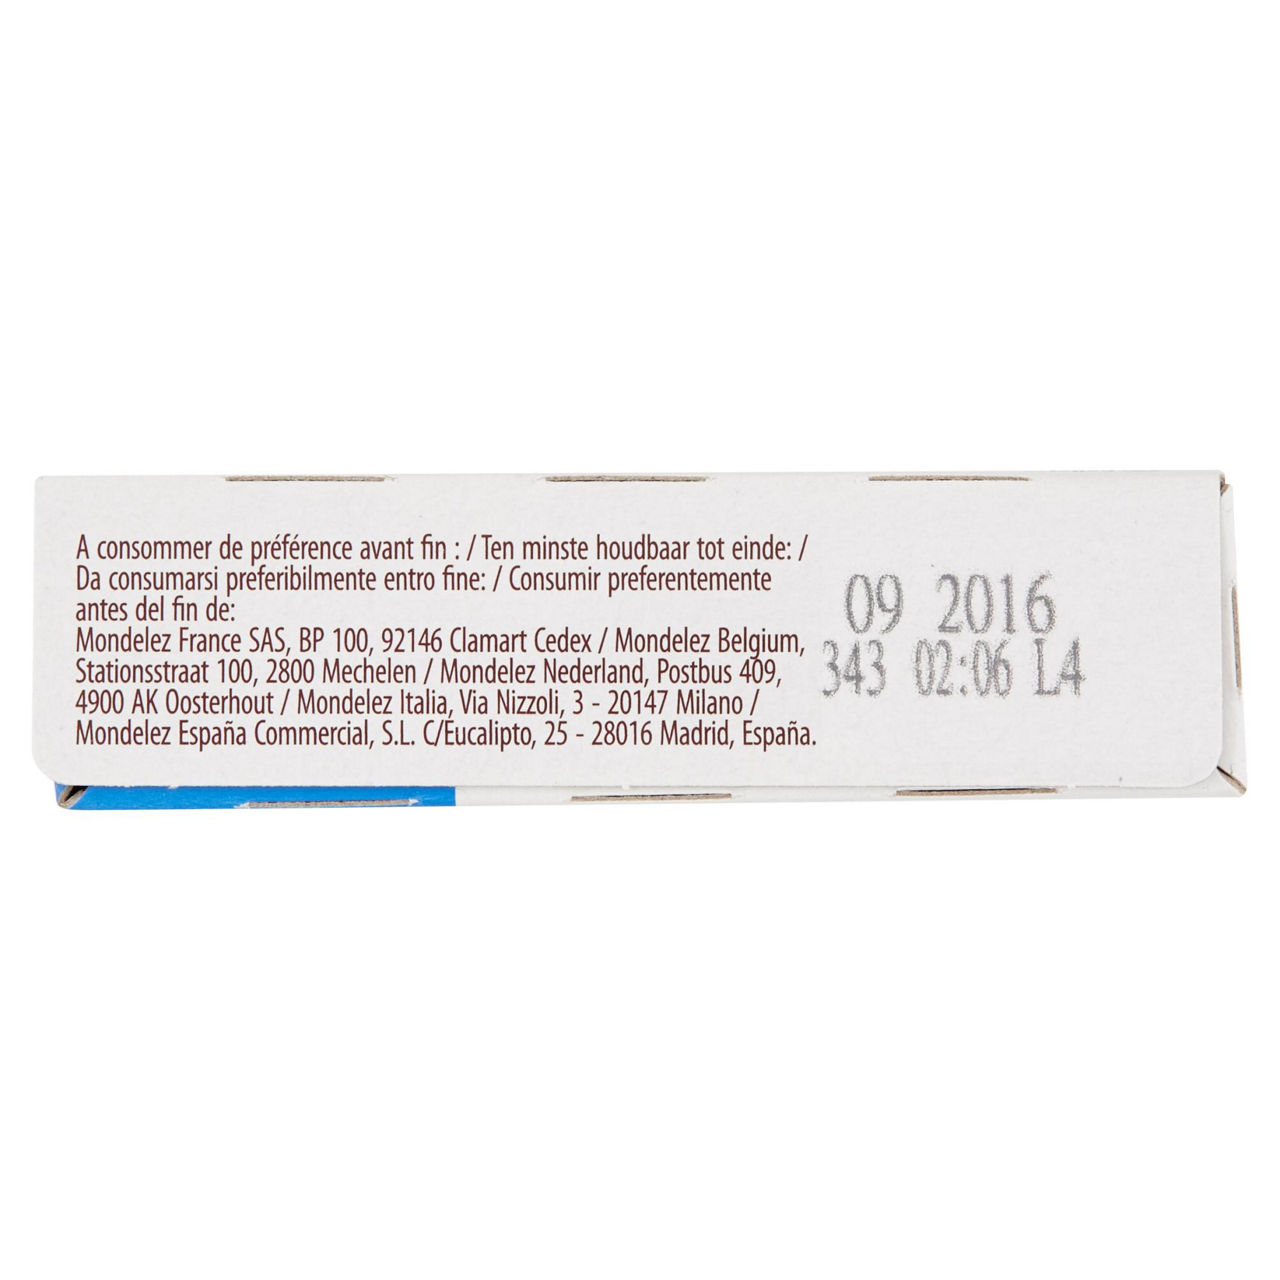 A consommer de préférence avant fin : / Ten minste houdbaar tot einde: /
Da consumarsi preferibilmente entro fine: / Consumir preferentemente
antes del fin de:
Mondelez France SAS, BP 100, 92146 Clamart Cedex / Mondelez Belgium,
Stationsstraat 100, 2800 Mechelen / Mondelez Nederland, Postbus 409,
4900 AK Oosterhout / Mondelez Italia, Via Nizzoli, 3 - 20147 Milano /
Mondelez España Commercial, S.L. C/Eucalipto, 25 - 28016 Madrid, España.
09 2016
343 02:06 L4